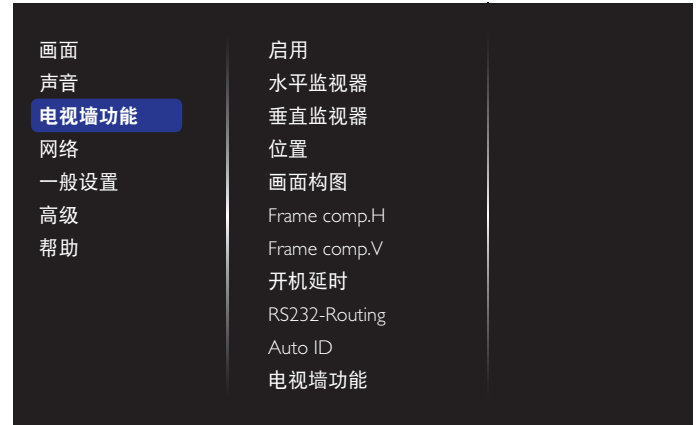 画面
声音
电视墙功能
网络
一般设置
高级
帮助
启用
水平监视器
垂直监视器
位置
画面构图
Frame comp.H
Frame comp.V
开机延时
RS232-Routing
Auto ID
电视墙功能